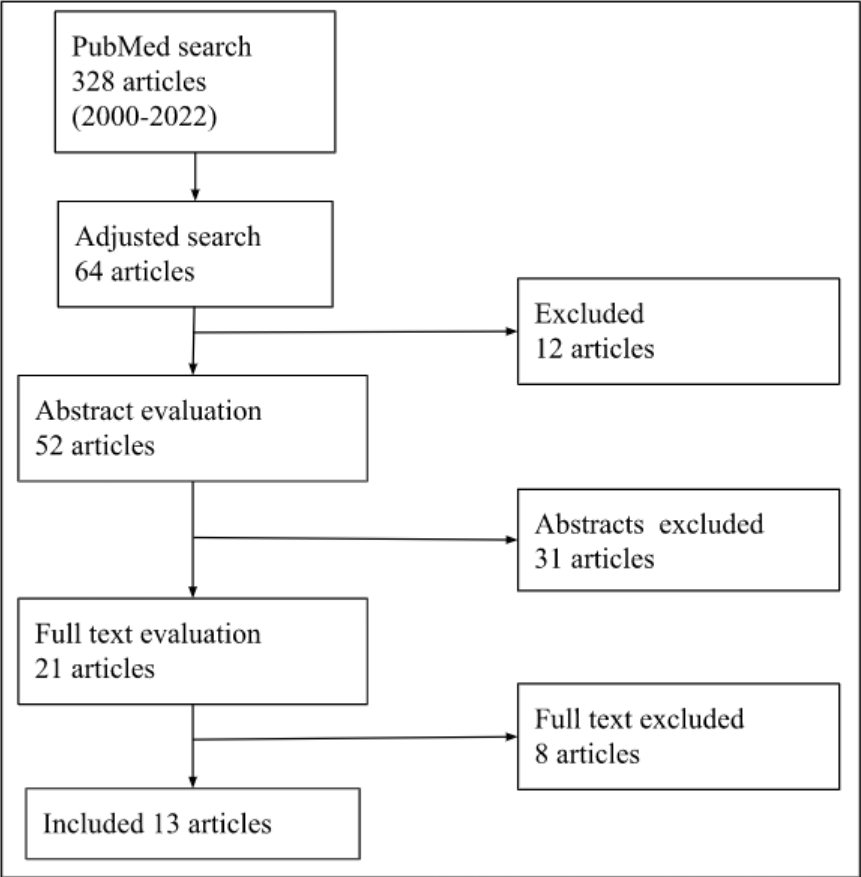 PubMed search
328 articles
(2000-2022)
Adjusted search
64 articles
Excluded
12 articles
Abstract evaluation
52 articles
Abstracts excluded
31 articles
Full text evaluation
21 articles
Full text excluded
8 articles
Included 13 articles